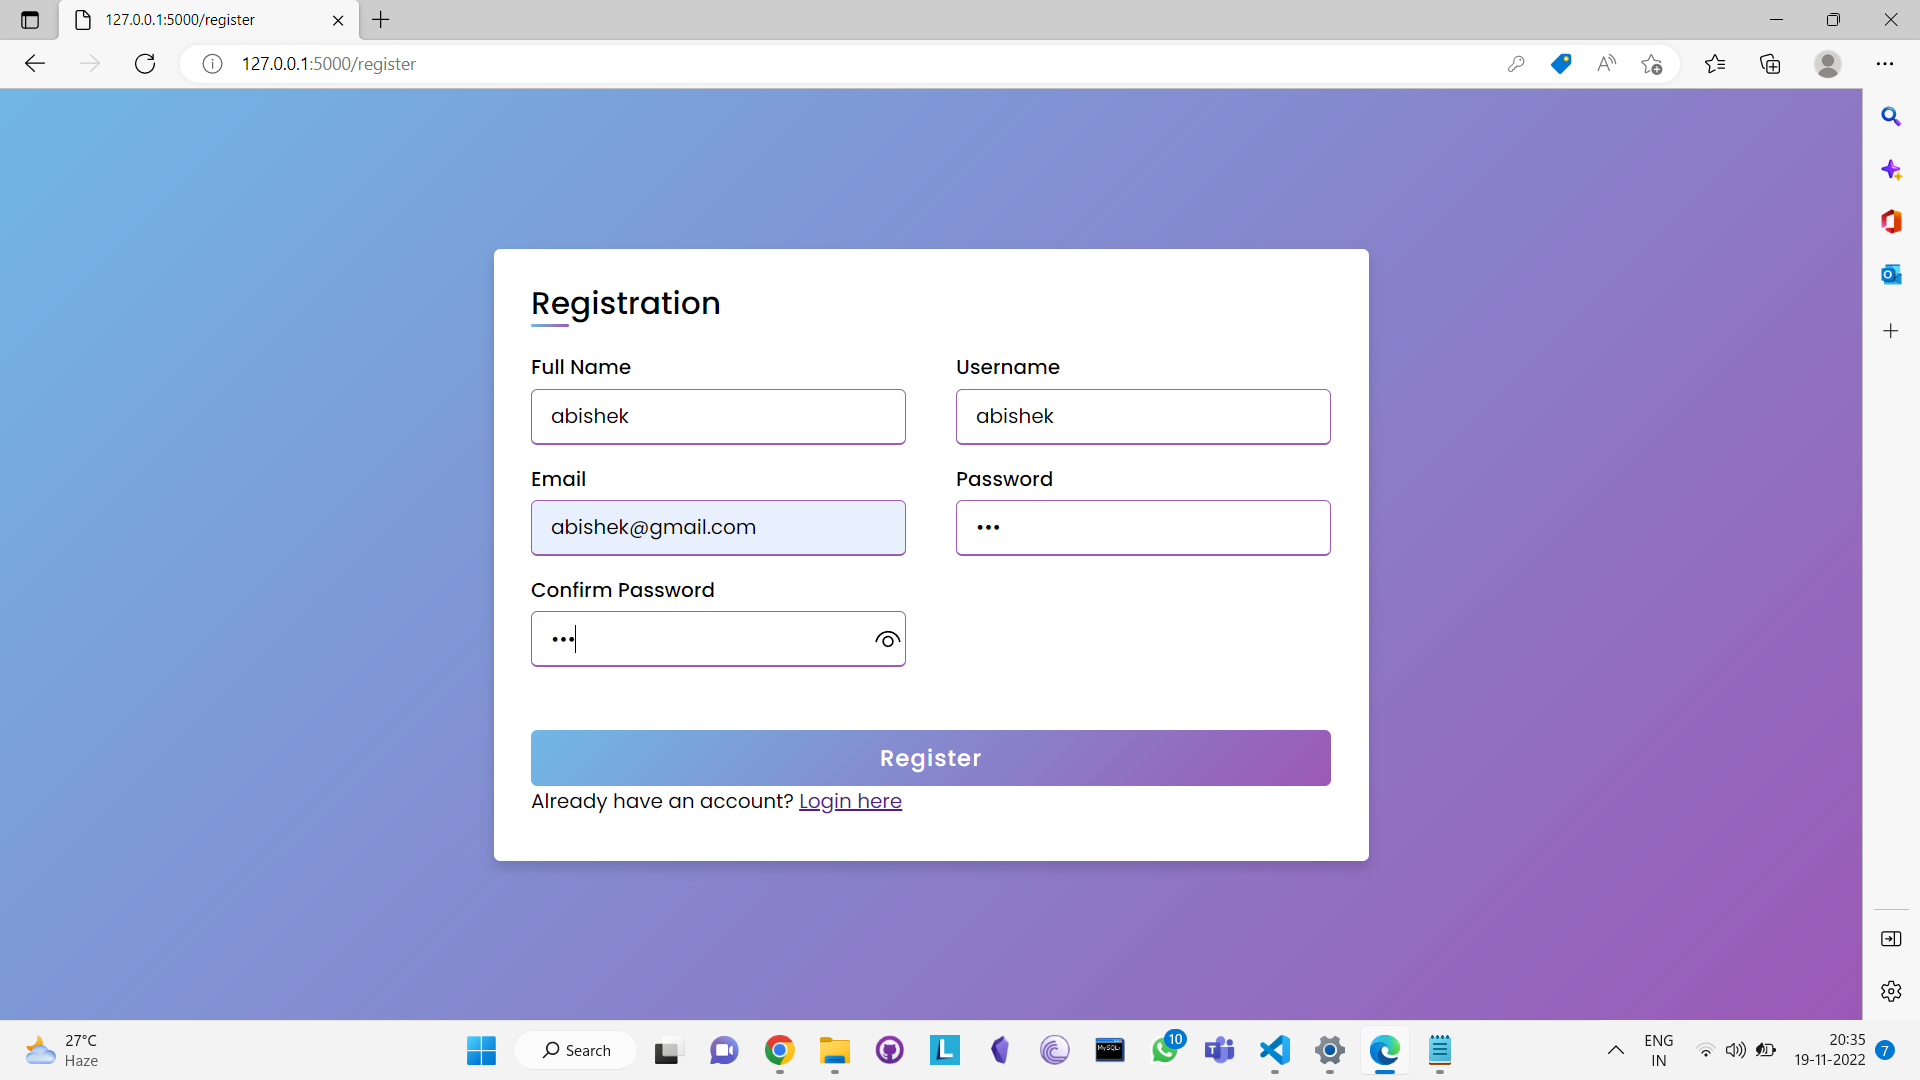 127.0.0.1:5000/register
127.0.0.1:5000/register
Registration
Full Name
Username
abishek
abishek
Email
Password
abishek@gmail.com
•••
Confirm Password
•••
Register
Already have an account? Login here
27°C
Haze
Search
L
MySQL
10
T
ENG
IN
20:35
19-11-2022
7